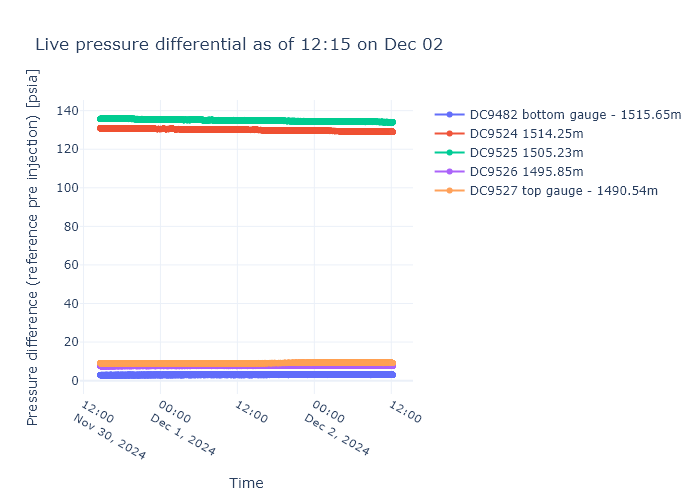 Live pressure differential as of 12:15 on Dec 02
Pressure difference (reference pre injection) [psia]
140
120
100
80
60
40
20
0
12:00
Nov 30, 2024
00:00
Dec 1, 2024
12:00
00:00
Dec 2, 2024
12:00
Time
DC9482 bottom gauge - 1515.65m
DC9524 1514.25m
DC9525 1505.23m
DC9526 1495.85m
DC9527 top gauge - 1490.54m